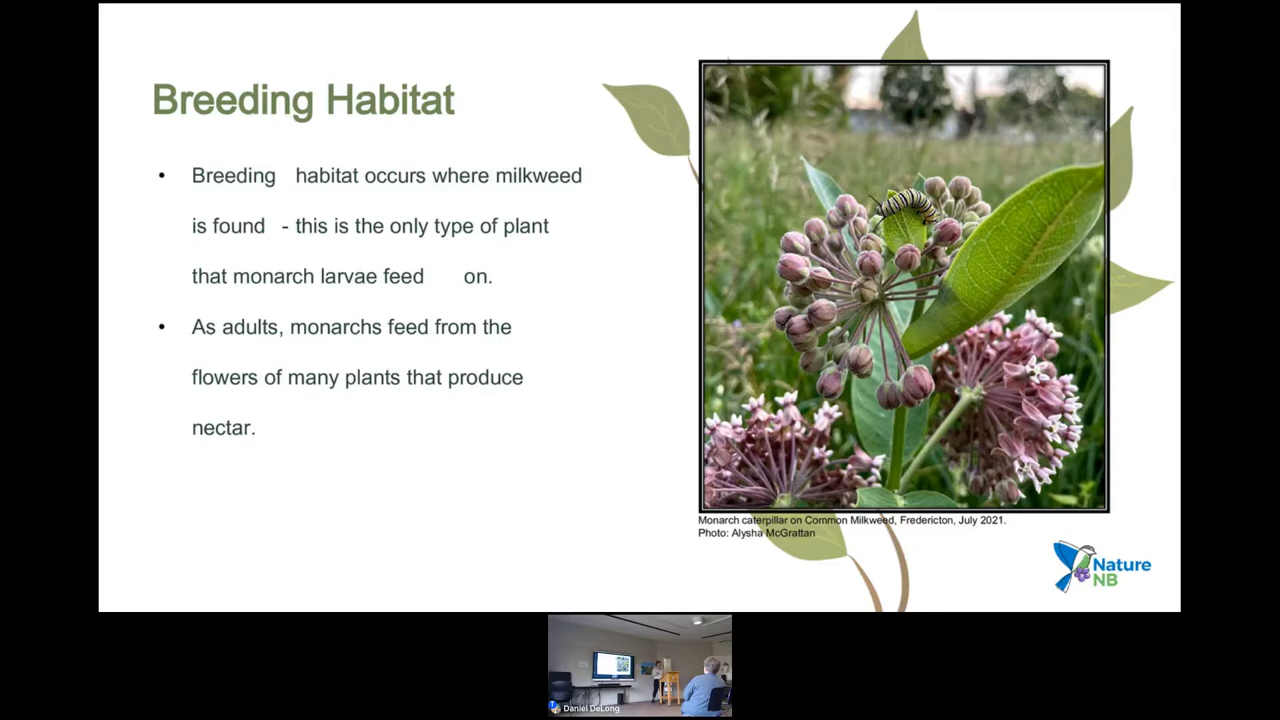 Breeding Habitat
• Breeding habitat occurs where milkweed
is found - this is the only type of plant
that monarch larvae feed on.
• As adults, monarchs feed from the
flowers of many plants that produce
nectar.
Monarch caterpillar on Common Milkweed, Fredericton, July 2021.
Photo: Alysha McGrattan
Nature
NB
Daniel DeLong